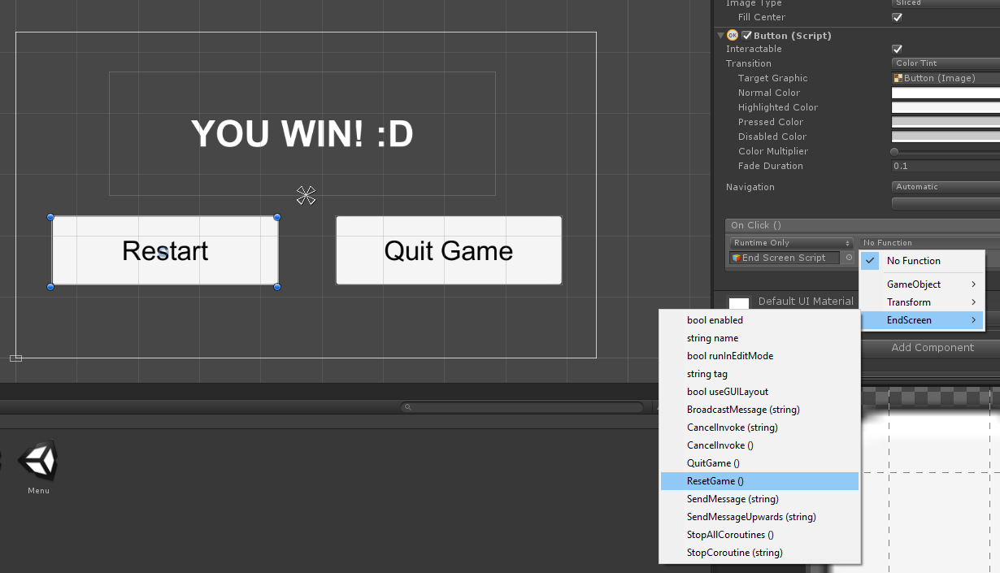 YOU WIN! :D
Restart
Quit Game
Menu
Image Type
Sliced
Fill Center
OK
Button (Script)
Interactable
Transition
Color Tint
Target Graphic
Button (Image)
Normal Color
Highlighted Color
Pressed Color
Disabled Color
Color Multiplier
Fade Duration
0.1
Navigation
Automatic
On Click ()
Runtime Only
No Function
End Screen Script
No Function
GameObject
Transform
EndScreen
Default UI Material
Add Component
bool enabled
string name
bool runInEditMode
string tag
bool useGUILayout
BroadcastMessage (string)
CancelInvoke (string)
CancelInvoke ()
QuitGame ()
ResetGame ()
SendMessage (string)
SendMessageUpwards (string)
StopAllCoroutines ()
StopCoroutine (string)